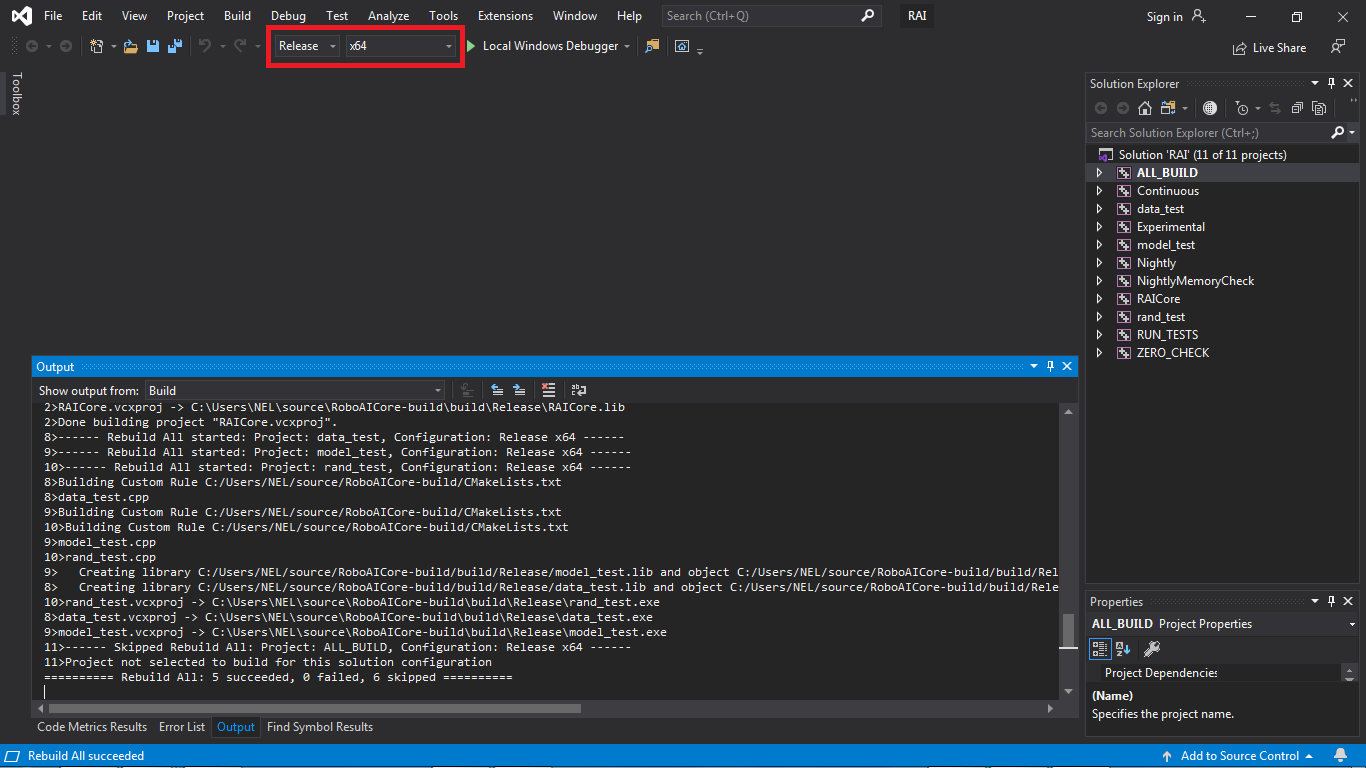 File Edit View Project Build Debug Test Analyze Tools Extensions Window Help Search (Ctrl+Q) RAI Sign in
Release x64 Local Windows Debugger Live Share
Toolbox
Solution Explorer
Search Solution Explorer (Ctrl+;)
Solution 'RAI' (11 of 11 projects)
ALL_BUILD
Continuous
data_test
Experimental
model_test
Nightly
NightlyMemoryCheck
RAICore
rand_test
RUN_TESTS
ZERO_CHECK
Output
Show output from: Build
2>RAICore.vcxproj -> C:\Users\NEL\source\RoboAICore-build\build\Release\RAICore.lib
2>Done building project "RAICore.vcxproj".
8>------ Rebuild All started: Project: data_test, Configuration: Release x64 ------
9>------ Rebuild All started: Project: model_test, Configuration: Release x64 ------
10>------ Rebuild All started: Project: rand_test, Configuration: Release x64 ------
8>Building Custom Rule C:/Users/NEL/source/RoboAICore-build/CMakeLists.txt
8>data_test.cpp
9>Building Custom Rule C:/Users/NEL/source/RoboAICore-build/CMakeLists.txt
10>Building Custom Rule C:/Users/NEL/source/RoboAICore-build/CMakeLists.txt
9>model_test.cpp
10>rand_test.cpp
9>   Creating library C:/Users/NEL/source/RoboAICore-build/build/Release/model_test.lib and object C:/Users/NEL/source/RoboAICore-build/build/Rel
8>   Creating library C:/Users/NEL/source/RoboAICore-build/build/Release/data_test.lib and object C:/Users/NEL/source/RoboAICore-build/build/Rele
10>rand_test.vcxproj -> C:\Users\NEL\source\RoboAICore-build\build\Release\rand_test.exe
8>data_test.vcxproj -> C:\Users\NEL\source\RoboAICore-build\build\Release\data_test.exe
9>model_test.vcxproj -> C:\Users\NEL\source\RoboAICore-build\build\Release\model_test.exe
11>------ Skipped Rebuild All: Project: ALL_BUILD, Configuration: Release x64 ------
11>Project not selected to build for this solution configuration
========== Rebuild All: 5 succeeded, 0 failed, 6 skipped ==========
Code Metrics Results Error List Output Find Symbol Results
Properties
ALL_BUILD Project Properties
Project Dependencies
(Name)
Specifies the project name.
Rebuild All succeeded Add to Source Control